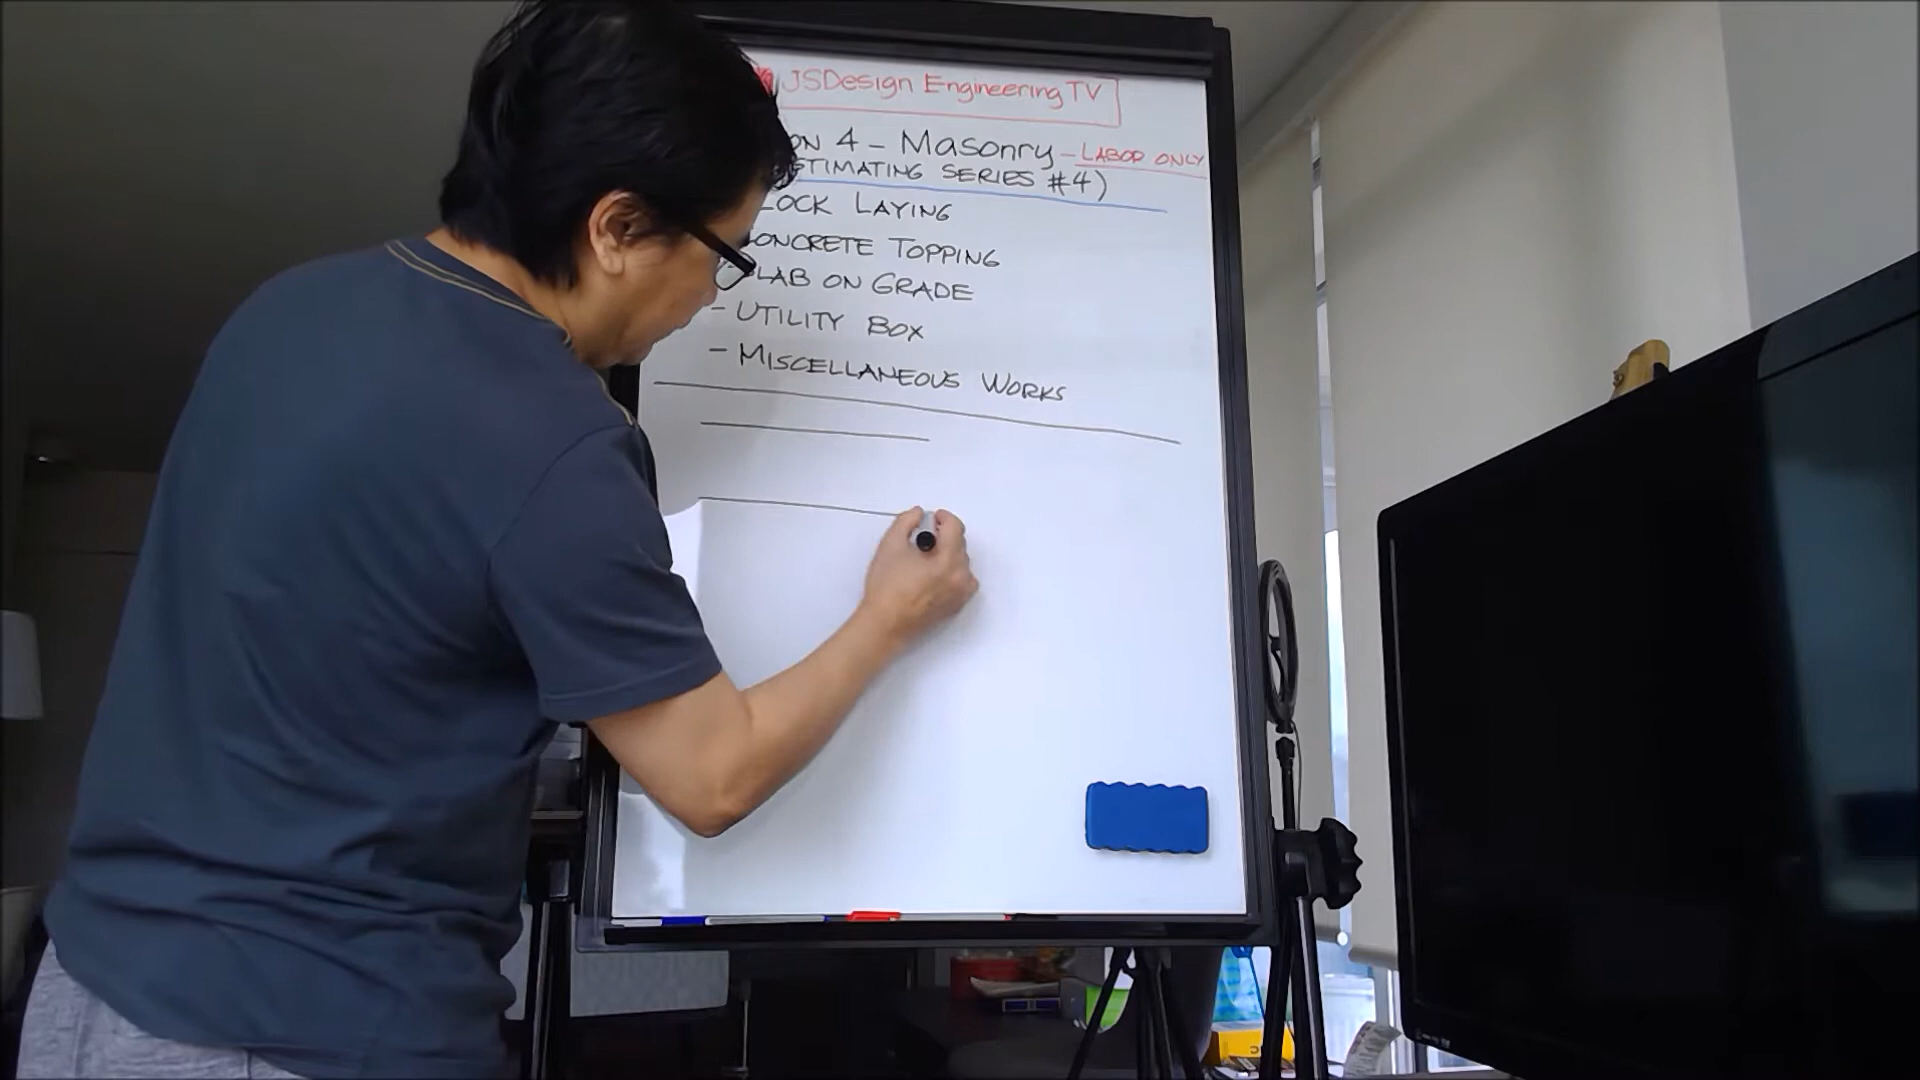 JSDesign Engineering TV
ON 4 - Masonry - LABOR ONLY
STIMATING SERIES #4)
LOCK LAYING
ONCRETE TOPPING
LAB ON GRADE
- UTILITY BOX
- MISCELLANEOUS WORKS